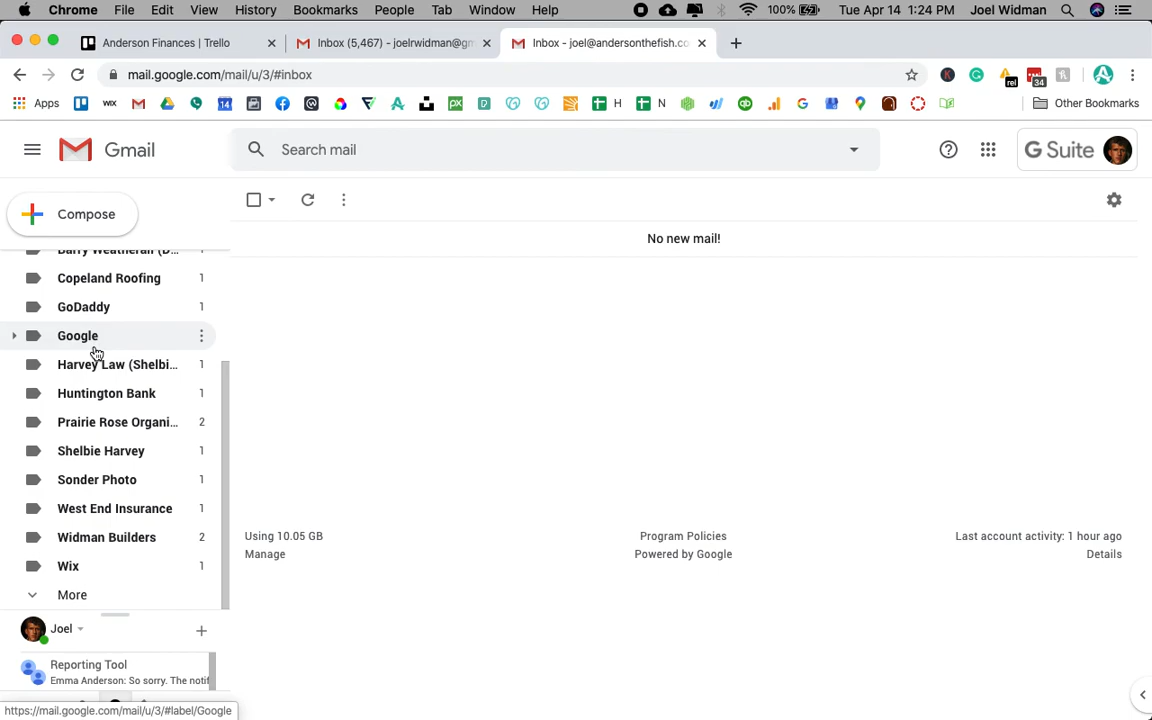 Chrome File Edit View History Bookmarks People Tab Window Help 100% Tue Apr 14 1:24 PM Joel Widman
Anderson Finances | Trello Inbox (5,467) - joelrwidman@gm Inbox - joel@andersonthefish.co
mail.google.com/mail/u/3/#inbox
Apps WIX 14 H N Other Bookmarks
rel 34
Gmail Search mail G Suite
Compose
No new mail!
Copeland Roofing 1
GoDaddy 1
Google
Harvey Law (Shelbi... 1
Huntington Bank 1
Prairie Rose Organi... 2
Shelbie Harvey 1
Sonder Photo 1
West End Insurance 1
Widman Builders 2
Wix 1
More
Using 10.05 GB Program Policies Last account activity: 1 hour ago
Manage Powered by Google Details
Joel
Reporting Tool
Emma Anderson: So sorry. The notif
https://mail.google.com/mail/u/3/#label/Google